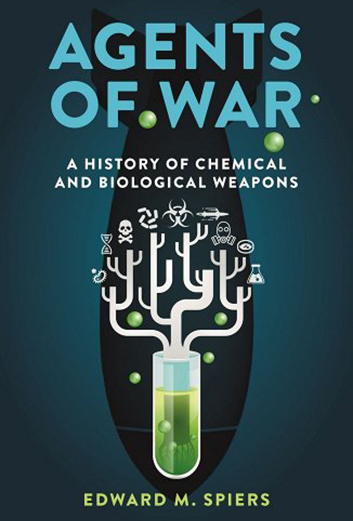 AGENTS
OF WAR
A HISTORY OF CHEMICAL
AND BIOLOGICAL WEAPONS
EDWARD M. SPIERS